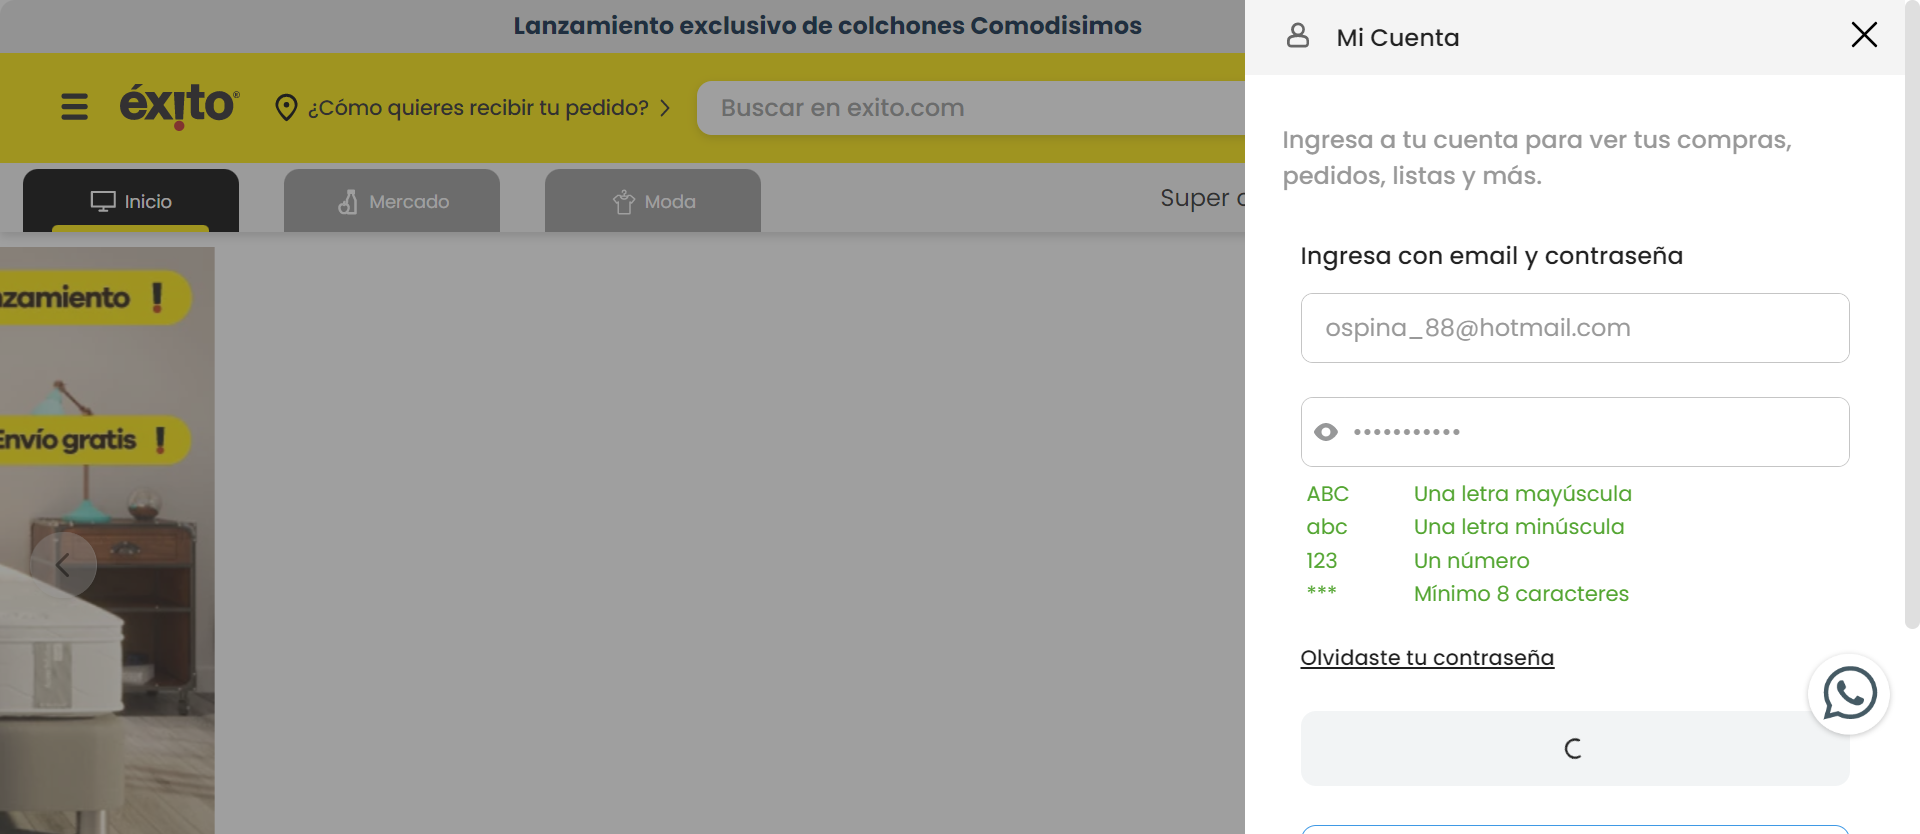 Lanzamiento exclusivo de colchones Comodisimos
éxito®
¿Cómo quieres recibir tu pedido?
Buscar en exito.com
Inicio
Mercado
Moda
Super
nzamiento
Envío gratis
Mi Cuenta
Ingresa a tu cuenta para ver tus compras,
pedidos, listas y más.
Ingresa con email y contraseña
ospina_88@hotmail.com
•••••••••••
ABC Una letra mayúscula
abc Una letra minúscula
123 Un número
*** Mínimo 8 caracteres
Olvidaste tu contraseña